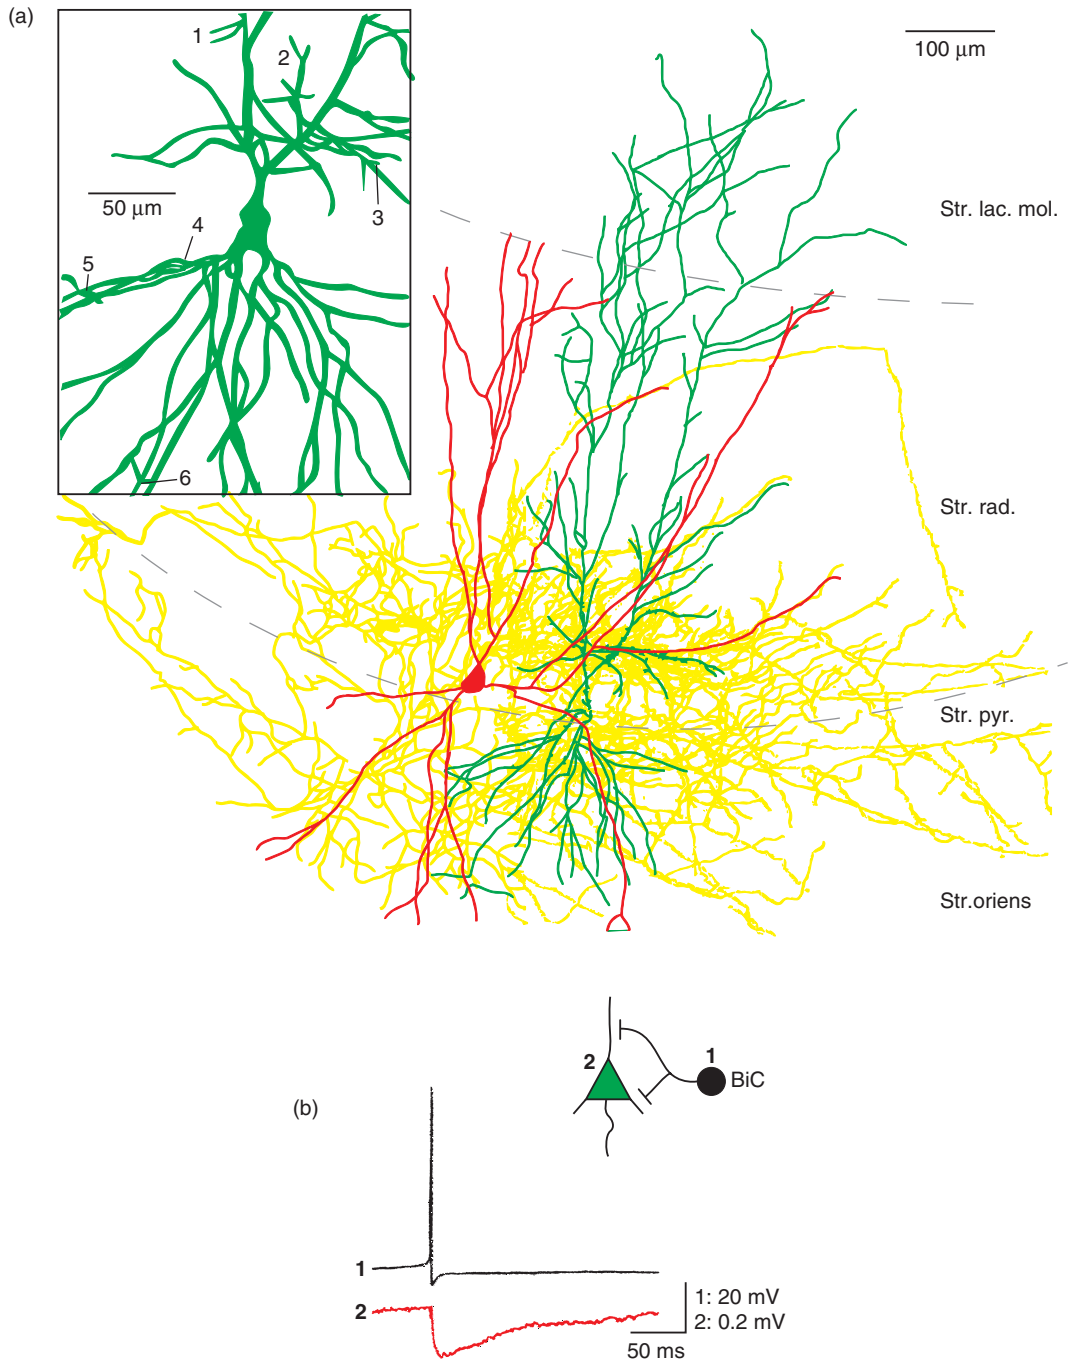 (a)
1
2
100 µm
50 µm
3
4
5
6
Str. lac. mol.
Str. rad.
Str. pyr.
Str.oriens
2
1
BiC
(b)
1
2
1: 20 mV
2: 0.2 mV
50 ms